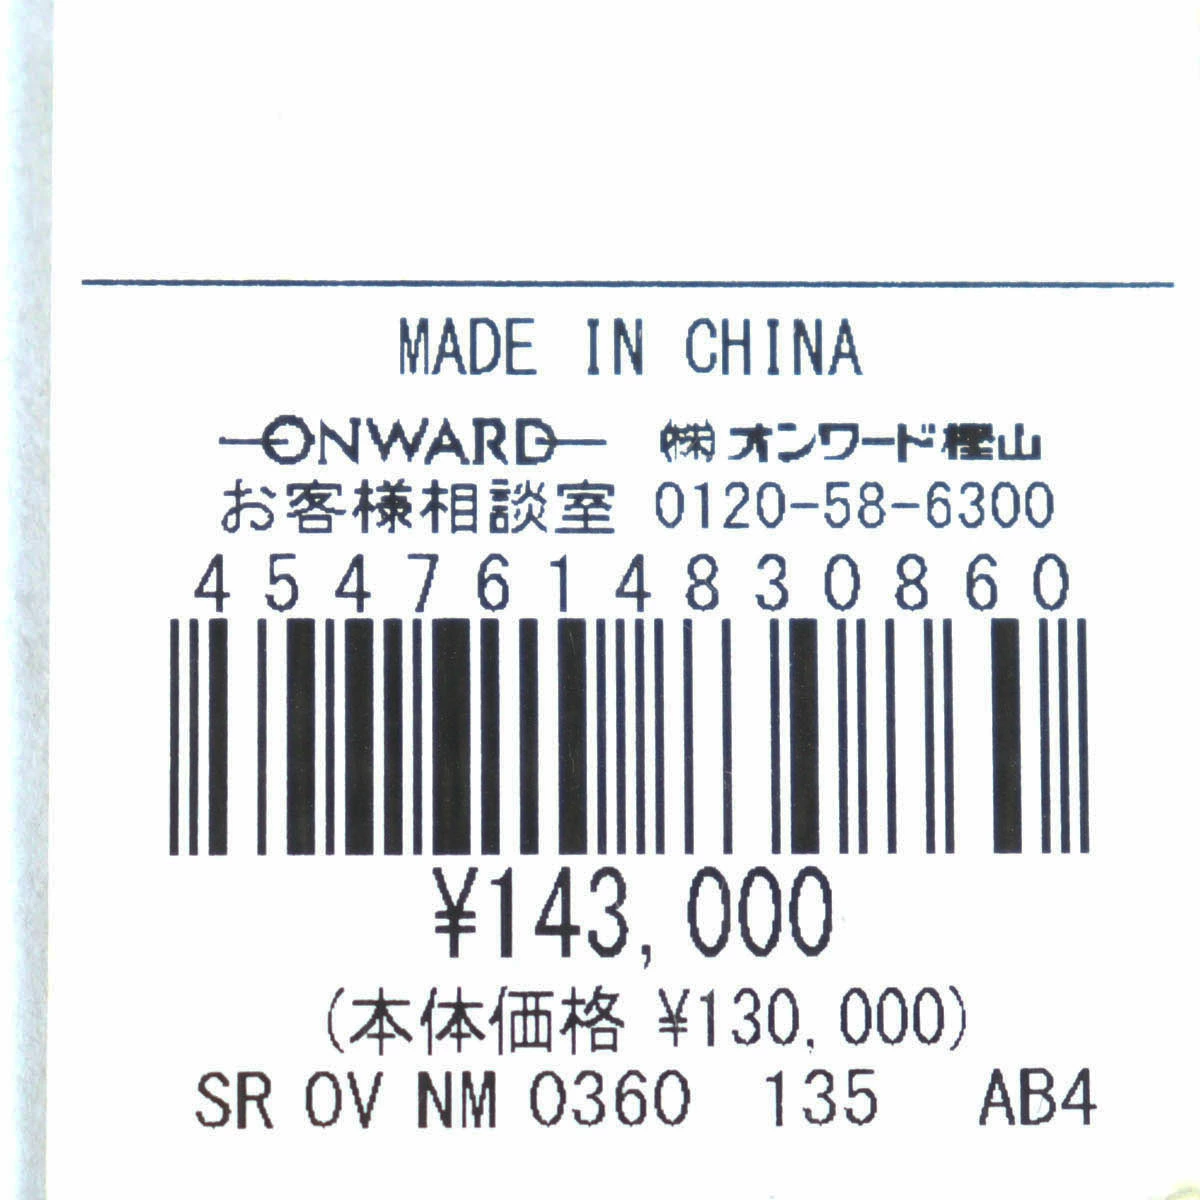 MADE IN CHINA
ONWARD ㈱オンワード樫山
お客様相談室 0120-58-6300
4547614830860
¥143,000
(本体価格 ¥130,000)
SR OV NM 0360 135 AB4